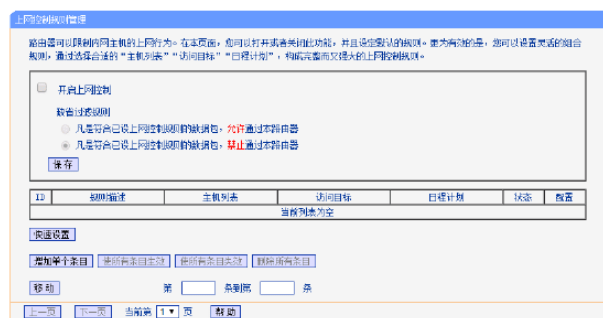 上网控制规则管理
路由器可以限制内网主机的上网行为。在本页面，您可以打开或者关闭此功能，并且设定默认的规则。更为有效的是，您可以设置灵活的组合
规则，通过选择合适的“主机列表”“访问目标”“日程计划”，构成完整而又强大的上网控制规则。
开启上网控制
缺省过滤规则
凡是符合已设上网控制规则的数据包，允许通过本路由器
凡是符合已设上网控制规则的数据包，禁止通过本路由器
保存
ID 规则描述 主机列表 访问目标 日程计划 状态 配置
当前列表为空
快速设置
增加单个条目 使所有条目生效 使所有条目失效 删除所有条目
移动 第 条到第 条
上一页 下一页 当前第 1 页 帮助